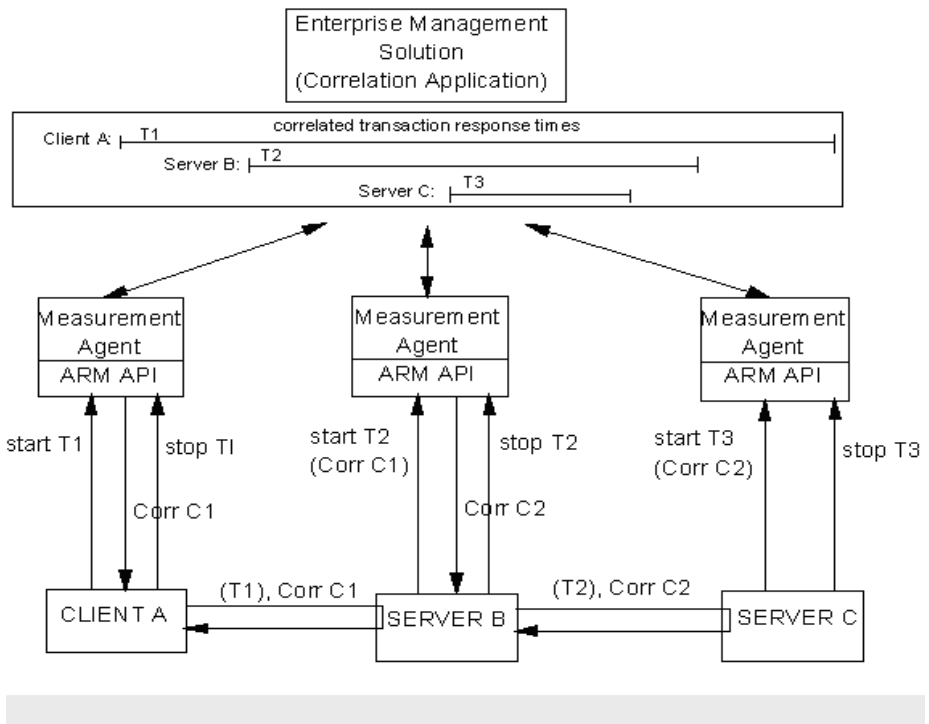 Enterprise Management
Solution
(Correlation Application)
correlated transaction response times
Client A: T1
Server B: T2
Server C: T3
Measurement
Agent
ARM API
Measurement
Agent
ARM API
Measurement
Agent
ARM API
start T1
stop TI
Corr C1
start T2
(Corr C1)
stop T2
Corr C2
start T3
(Corr C2)
stop T3
(T1), Corr C1
(T2), Corr C2
CLIENT A
SERVER B
SERVER C